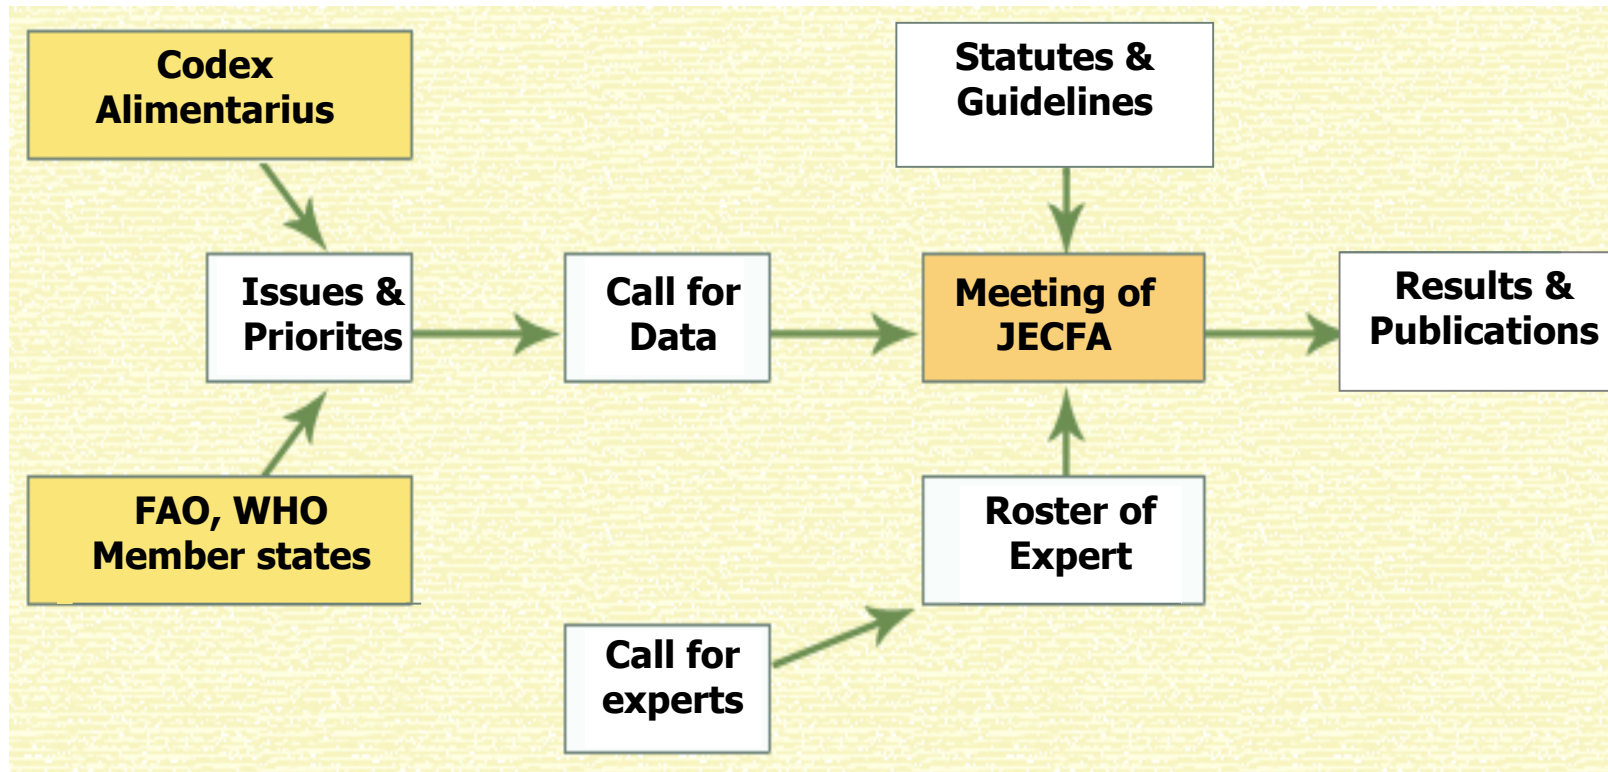 Codex
Alimentarius
Statutes &
Guidelines
Issues &
Priorites
Call for
Data
Meeting of
JECFA
Results &
Publications
FAO, WHO
Member states
Roster of
Expert
Call for
experts